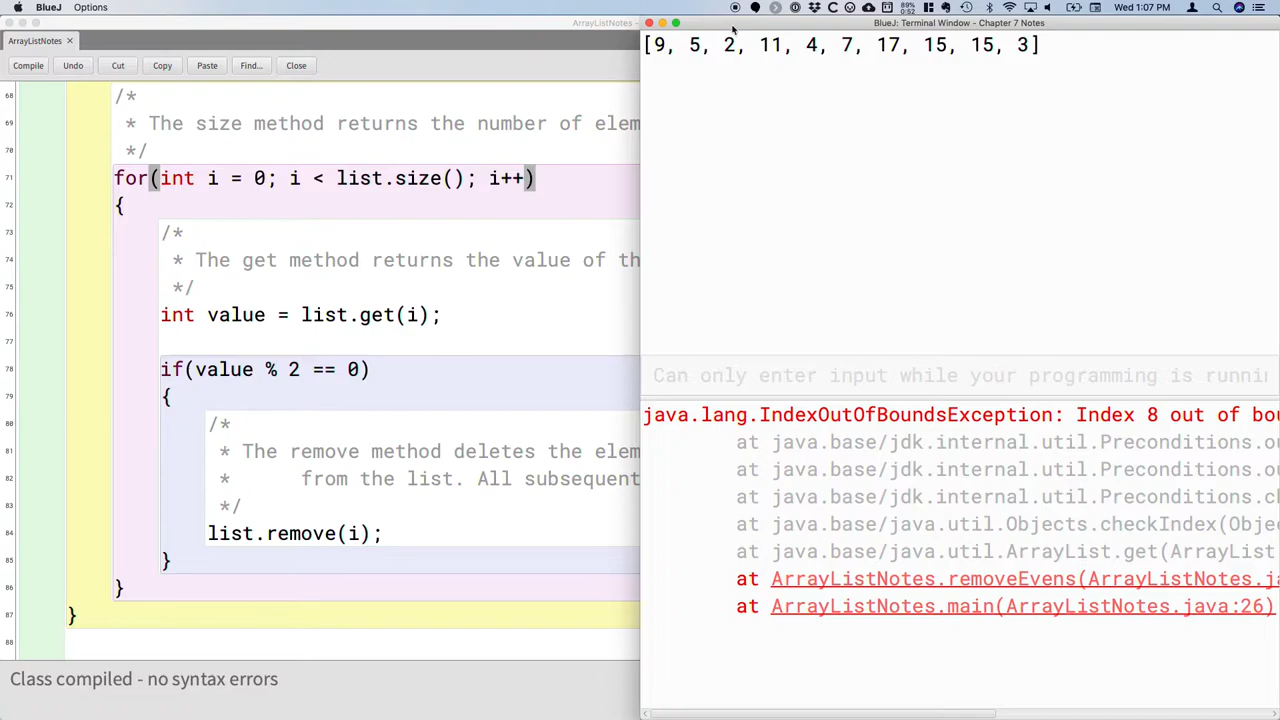 BlueJ Options
89% 0:52 Wed 1:07 PM
ArrayListNotes -
BlueJ: Terminal Window - Chapter 7 Notes
ArrayListNotes ×
Compile Undo Cut Copy Paste Find... Close
[9, 5, 2, 11, 4, 7, 17, 15, 15, 3]
68 /*
69 * The size method returns the number of elem
70 */
71 for(int i = 0; i < list.size(); i++)
72 {
73 /*
74 * The get method returns the value of th
75 */
76 int value = list.get(i);
77
78 if(value % 2 == 0)
79 {
80 /*
81 * The remove method deletes the elem
82 * from the list. All subsequent
83 */
84 list.remove(i);
85 }
86 }
87 }
88
Class compiled - no syntax errors
Can only enter input while your programming is runnin
java.lang.IndexOutOfBoundsException: Index 8 out of bou
at java.base/jdk.internal.util.Preconditions.ou
at java.base/jdk.internal.util.Preconditions.ou
at java.base/jdk.internal.util.Preconditions.ch
at java.base/java.util.Objects.checkIndex(Obje
at java.base/java.util.ArrayList.get(ArrayList
at ArrayListNotes.removeEvens(ArrayListNotes.ja
at ArrayListNotes.main(ArrayListNotes.java:26)